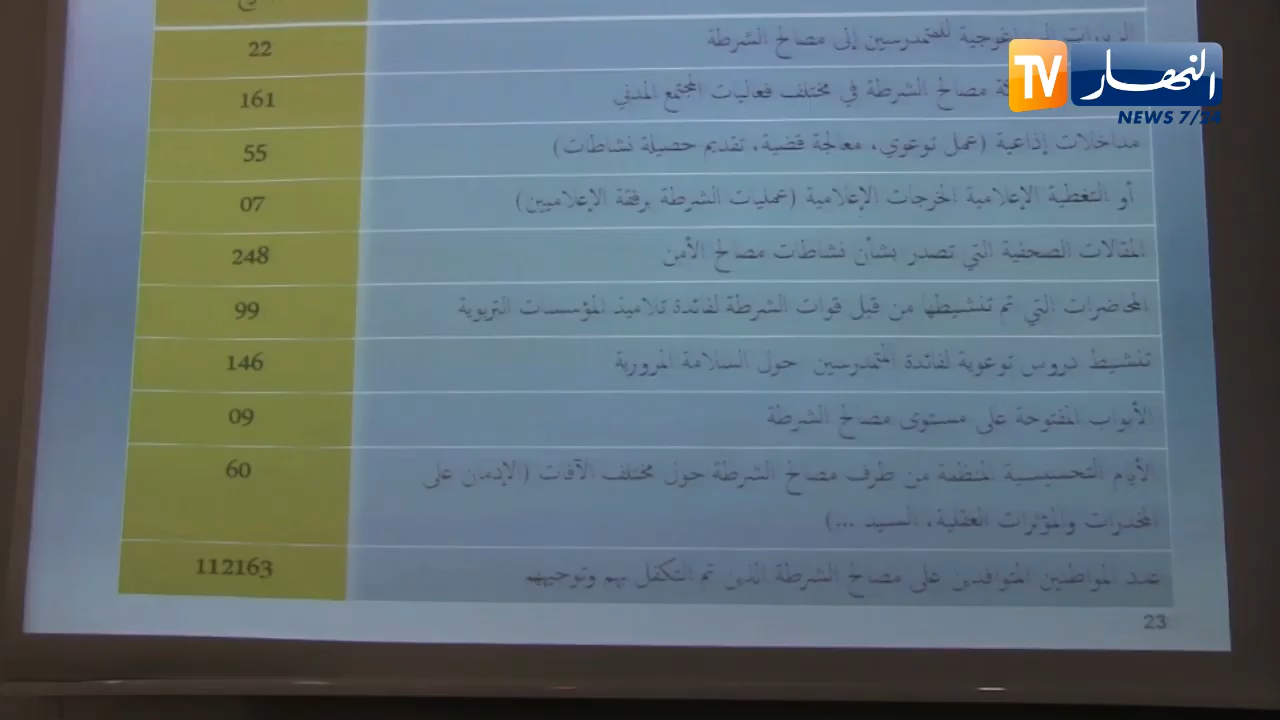 الزيارات البيداغوجية للمتمدرسين إلى مصالح الشرطة 22
مصالح الشرطة في مختلف فعاليات المجتمع المدني 161
مداخلات إذاعية (عمل توعوي، معالجة قضية، تقديم حصيلة نشاطات) 55
أو التغطية الإعلامية الخرجات الإعلامية (عمليات الشرطة برفقة الإعلاميين) 07
المقالات الصحفية التي تصدر بشأن نشاطات مصالح الأمن 248
المحاضرات التي تم تنشيطها من قبل قوات الشرطة لفائدة تلاميذ المؤسسات التربوية 99
تنشيط دروس توعوية لفائدة المتمدرسين حول السلامة المرورية 146
الأبواب المفتوحة على مستوى مصالح الشرطة 09
الأيام التحسيسية المنظمة من طرف مصالح الشرطة حول مختلف الآفات (الإدمان على 60
المخدرات والمؤثرات العقلية، السيدا ...)
عدد المواطنين المتوافدين على مصالح الشرطة الذين تم التكفل بهم وتوجيههم 112163
23
النهار TV
NEWS 7/24